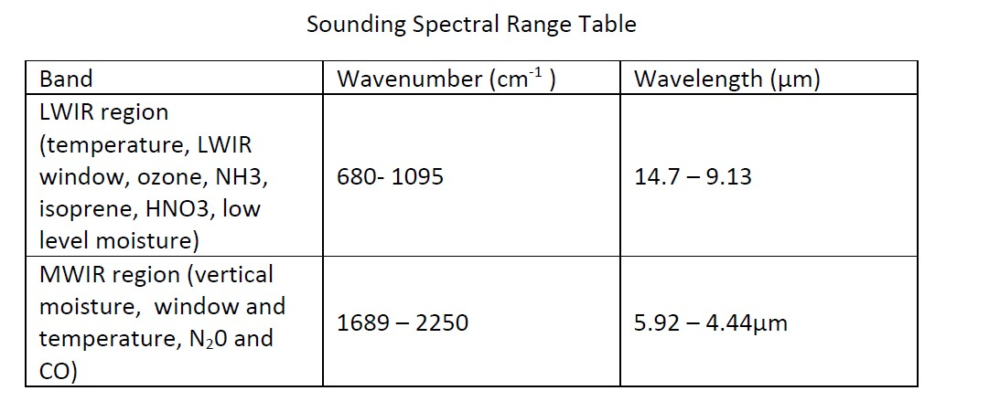 Sounding Spectral Range Table
Band Wavenumber (cm⁻¹ ) Wavelength (µm)
LWIR region
(temperature, LWIR
window, ozone, NH3,
isoprene, HNO3, low
level moisture)
680- 1095
14.7 – 9.13
MWIR region (vertical
moisture,  window and
temperature, N₂0 and
CO)
1689 – 2250
5.92 – 4.44µm